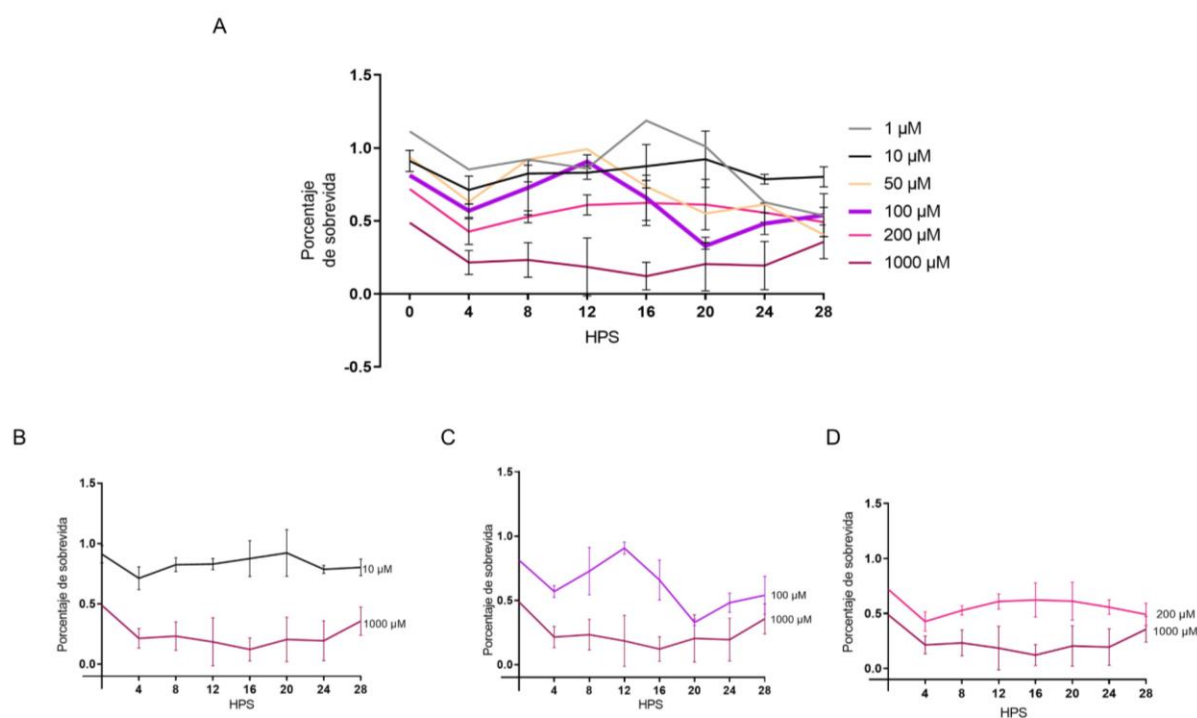 A
Porcentaje
de sobrevida
1.5
1.0
0.5
0.0
-0.5
0 4 8 12 16 20 24 28
HPS
1 µM
10 µM
50 µM
100 µM
200 µM
1000 µM
B
Porcentaje de sobrevida
1.5
1.0
0.5
0.0
4 8 12 16 20 24 28
HPS
10 µM
1000 µM
C
Porcentaje de sobrevida
1.5
1.0
0.5
0.0
4 8 12 16 20 24 28
HPS
100 µM
1000 µM
D
Porcentaje de sobrevida
1.5
1.0
0.5
0.0
4 8 12 16 20 24 28
HPS
200 µM
1000 µM